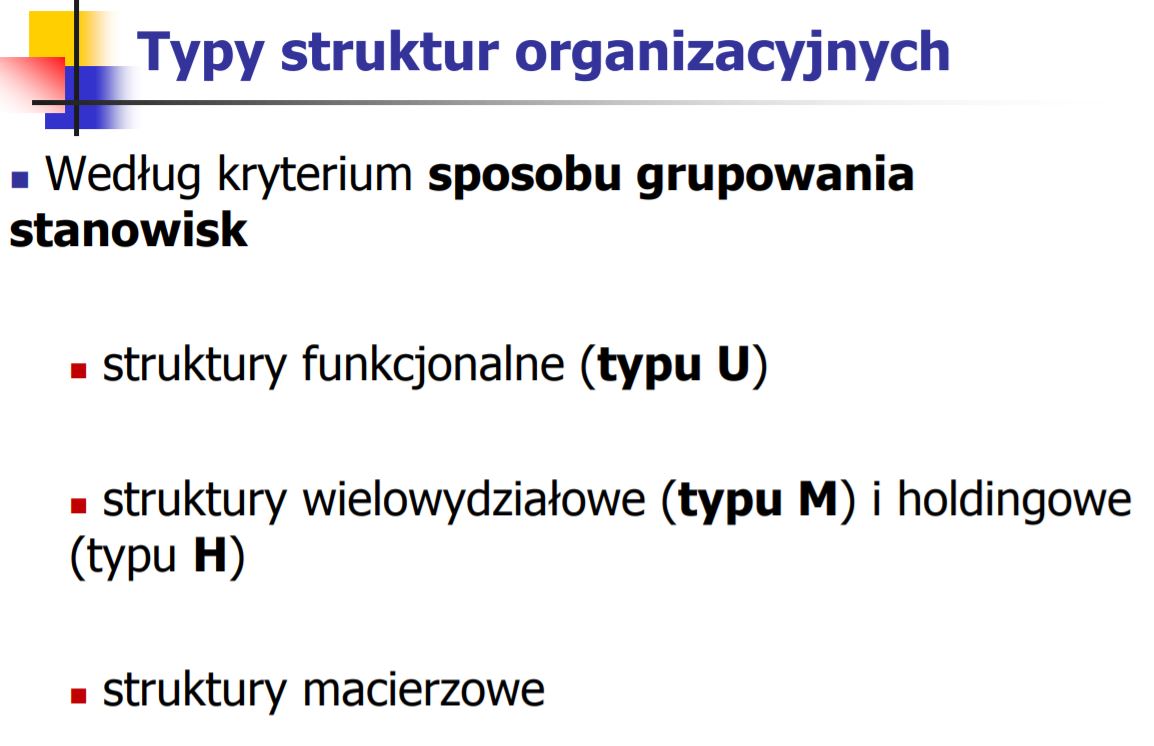 Typy struktur organizacyjnych
Według kryterium sposobu grupowania
stanowisk
struktury funkcjonalne (typu U)
struktury wielowydziałowe (typu M) i holdingowe
(typu H)
struktury macierzowe